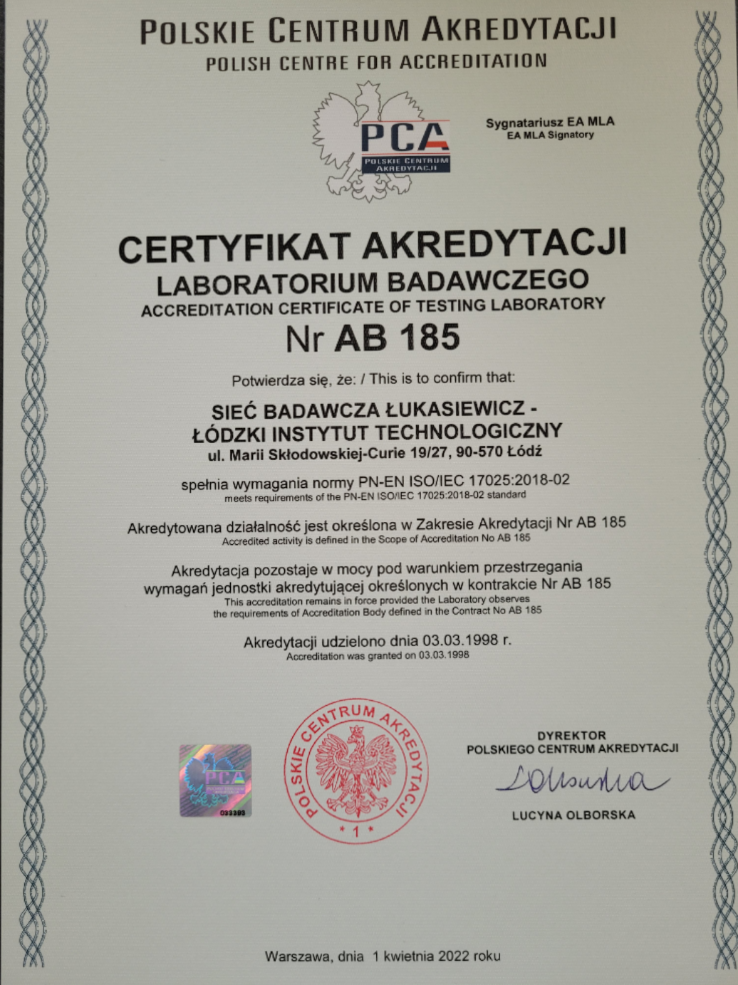 POLSKIE CENTRUM AKREDYTACJI
POLISH CENTRE FOR ACCREDITATION
PCA
POLSKIE CENTRUM
AKREDYTACJI
Sygnatariusz EA MLA
EA MLA Signatory
CERTYFIKAT AKREDYTACJI
LABORATORIUM BADAWCZEGO
ACCREDITATION CERTIFICATE OF TESTING LABORATORY
Nr AB 185
Potwierdza się, że: / This is to confirm that:
SIEĆ BADAWCZA ŁUKASIEWICZ -
ŁÓDZKI INSTYTUT TECHNOLOGICZNY
ul. Marii Skłodowskiej-Curie 19/27, 90-570 Łódź
spełnia wymagania normy PN-EN ISO/IEC 17025:2018-02
meets requirements of the PN-EN ISO/IEC 17025:2018-02 standard
Akredytowana działalność jest określona w Zakresie Akredytacji Nr AB 185
Accredited activity is defined in the Scope of Accreditation No AB 185
Akredytacja pozostaje w mocy pod warunkiem przestrzegania
wymagań jednostki akredytującej określonych w kontrakcie Nr AB 185
This accreditation remains in force provided the Laboratory observes
the requirements of Accreditation Body defined in the Contract No AB 185
Akredytacji udzielono dnia 03.03.1998 r.
Accreditation was granted on 03.03.1998
PCA
POLSKIE CENTRUM AKREDYTACJI
* 1 *
DYREKTOR
POLSKIEGO CENTRUM AKREDYTACJI
LUCYNA OLBORSKA
Warszawa, dnia 1 kwietnia 2022 roku